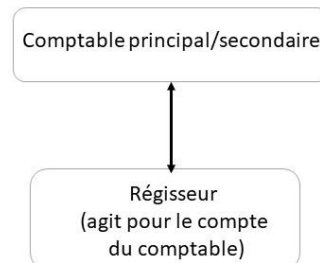 Comptable principal/secondaire
Régisseur
(agit pour le compte
du comptable)